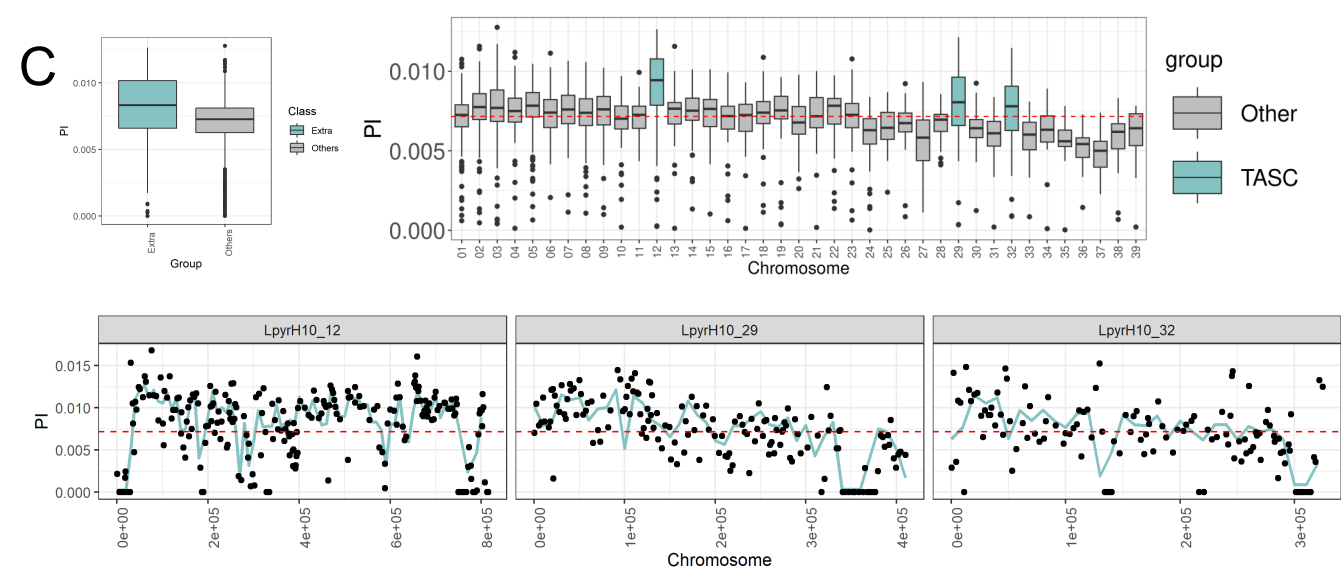 C
PI
0.010
0.005
0.000
Extra
Others
Group
Class
Extra
Others
PI
0.010
0.005
0.000
01 02 03 04 05 06 07 08 09 10 11 12 13 14 15 16 17 18 19 20 21 22 23 24 25 26 27 28 29 30 31 32 33 34 35 36 37 38 39
Chromosome
group
Other
TASC
LpyrH10_12
LpyrH10_29
LpyrH10_32
PI
0.015
0.010
0.005
0.000
0e+00 2e+05 4e+05 6e+05 8e+05
0e+00 1e+05 2e+05 3e+05 4e+05
0e+00 1e+05 2e+05 3e+05
Chromosome